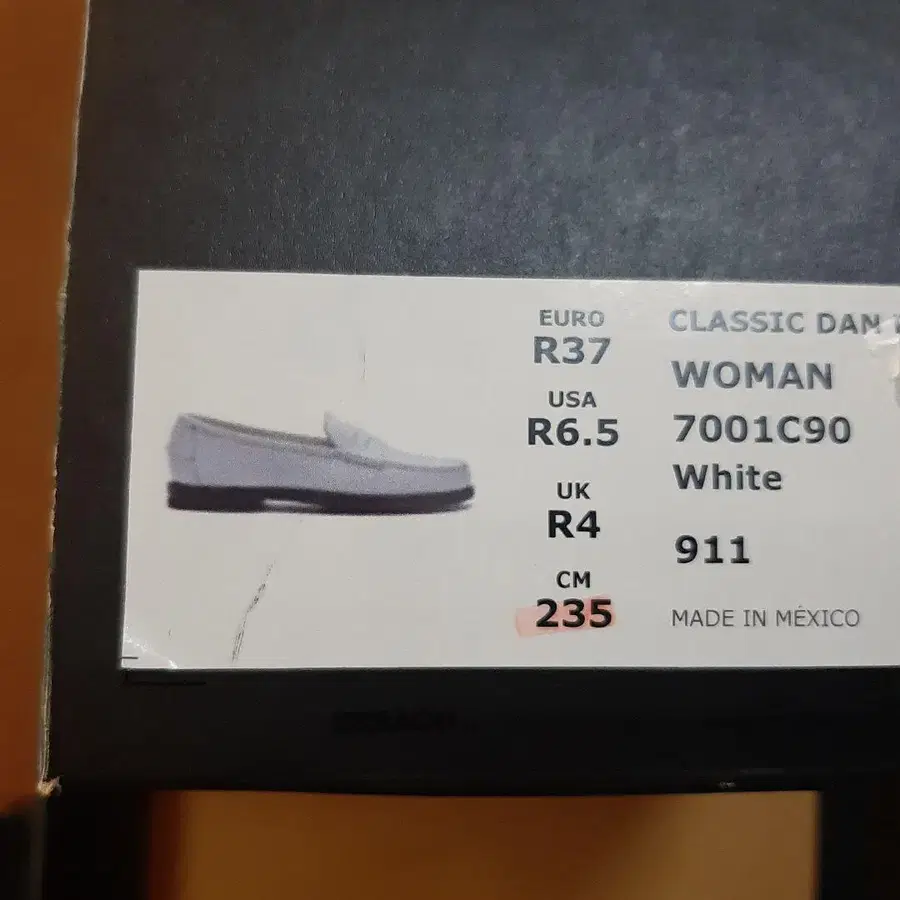 EURO
R37
USA
R6.5
UK
R4
CM
235
CLASSIC DAN
WOMAN
7001C90
White
911
MADE IN MÉXICO